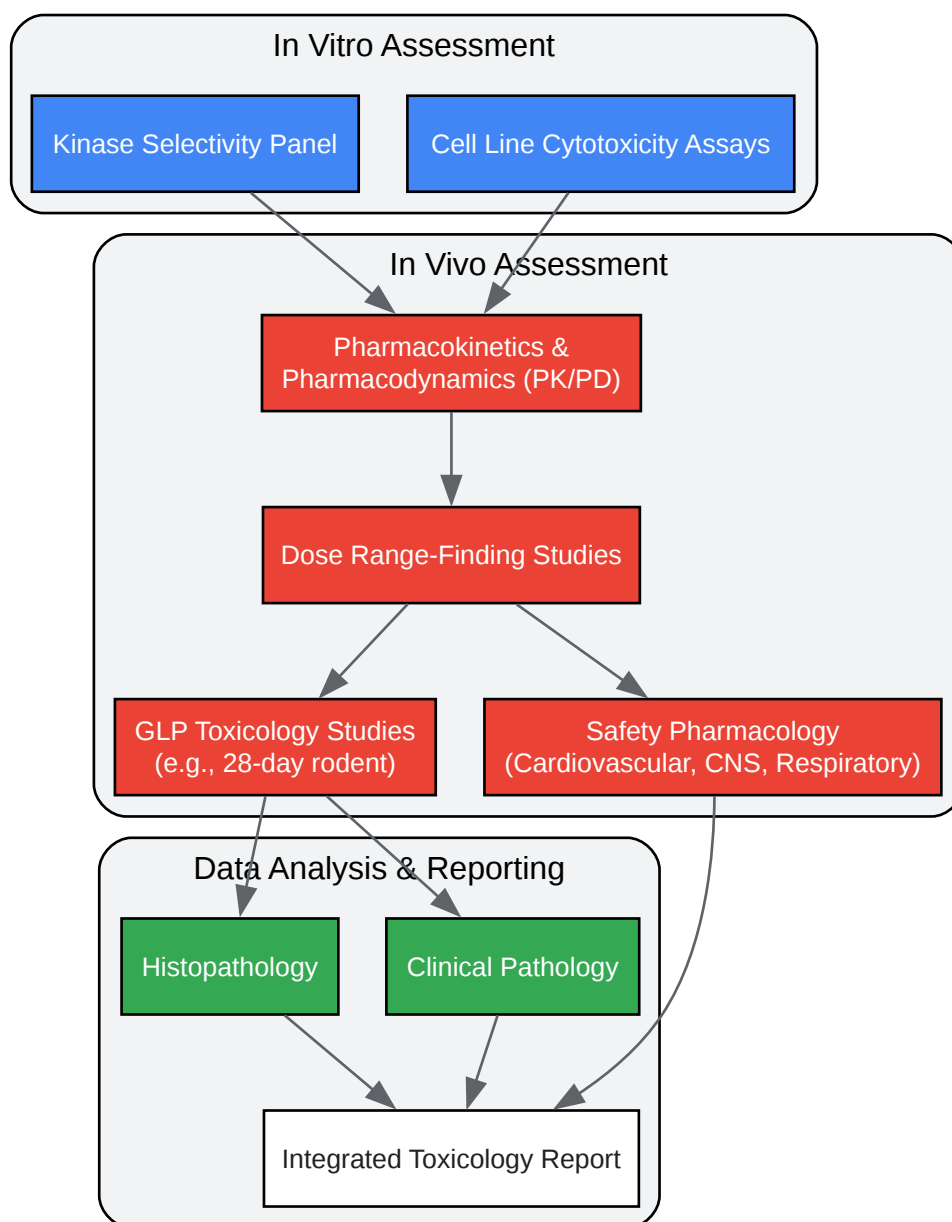 In Vitro Assessment
Kinase Selectivity Panel
Cell Line Cytotoxicity Assays
In Vivo Assessment
Pharmacokinetics &
Pharmacodynamics (PK/PD)
Dose Range-Finding Studies
GLP Toxicology Studies
(e.g., 28-day rodent)
Safety Pharmacology
(Cardiovascular, CNS, Respiratory)
Data Analysis & Reporting
Histopathology
Clinical Pathology
Integrated Toxicology Report